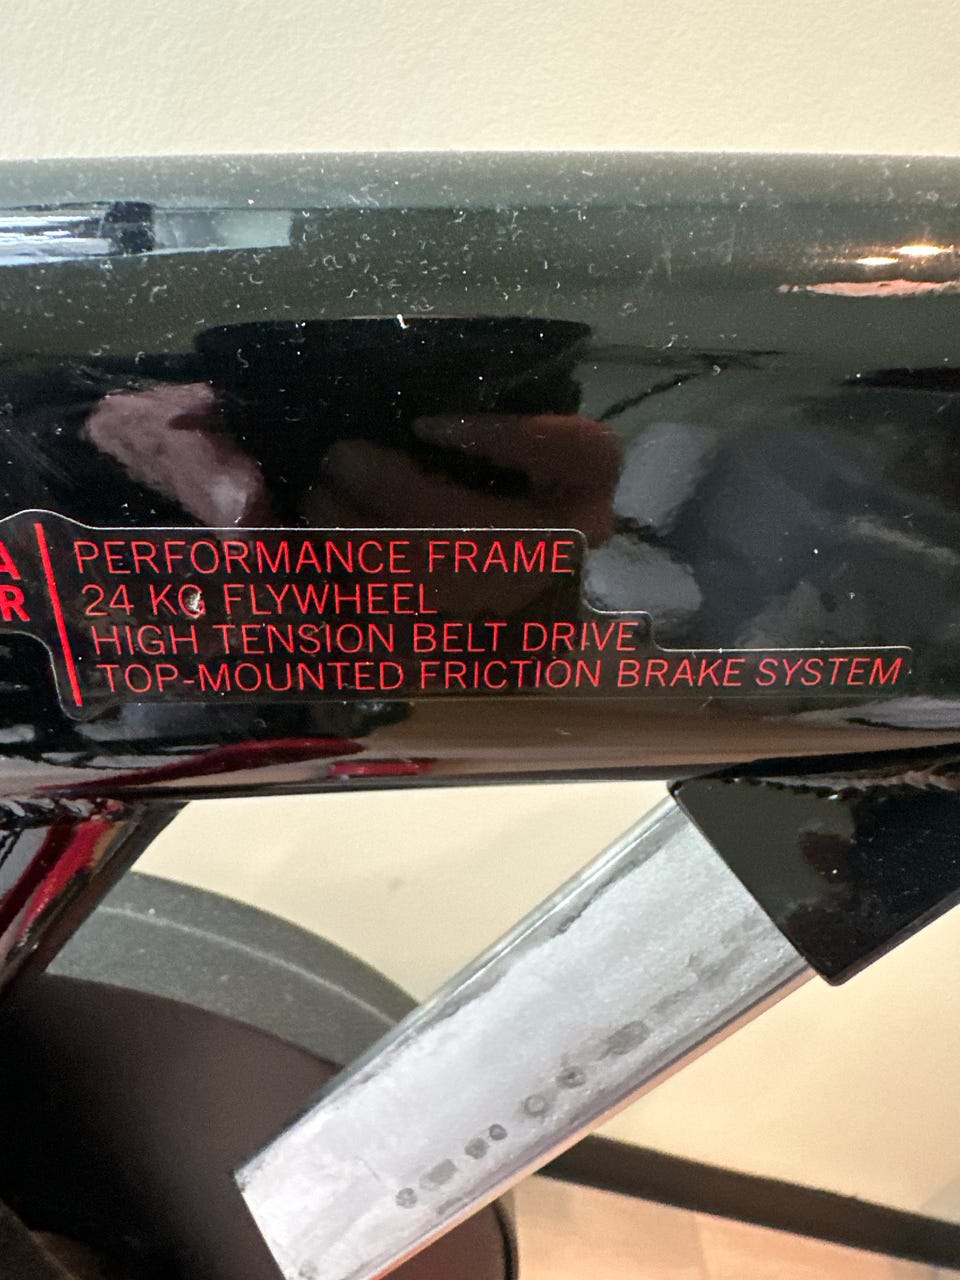 A
R
PERFORMANCE FRAME
24 KG FLYWHEEL
HIGH TENSION BELT DRIVE
TOP-MOUNTED FRICTION BRAKE SYSTEM